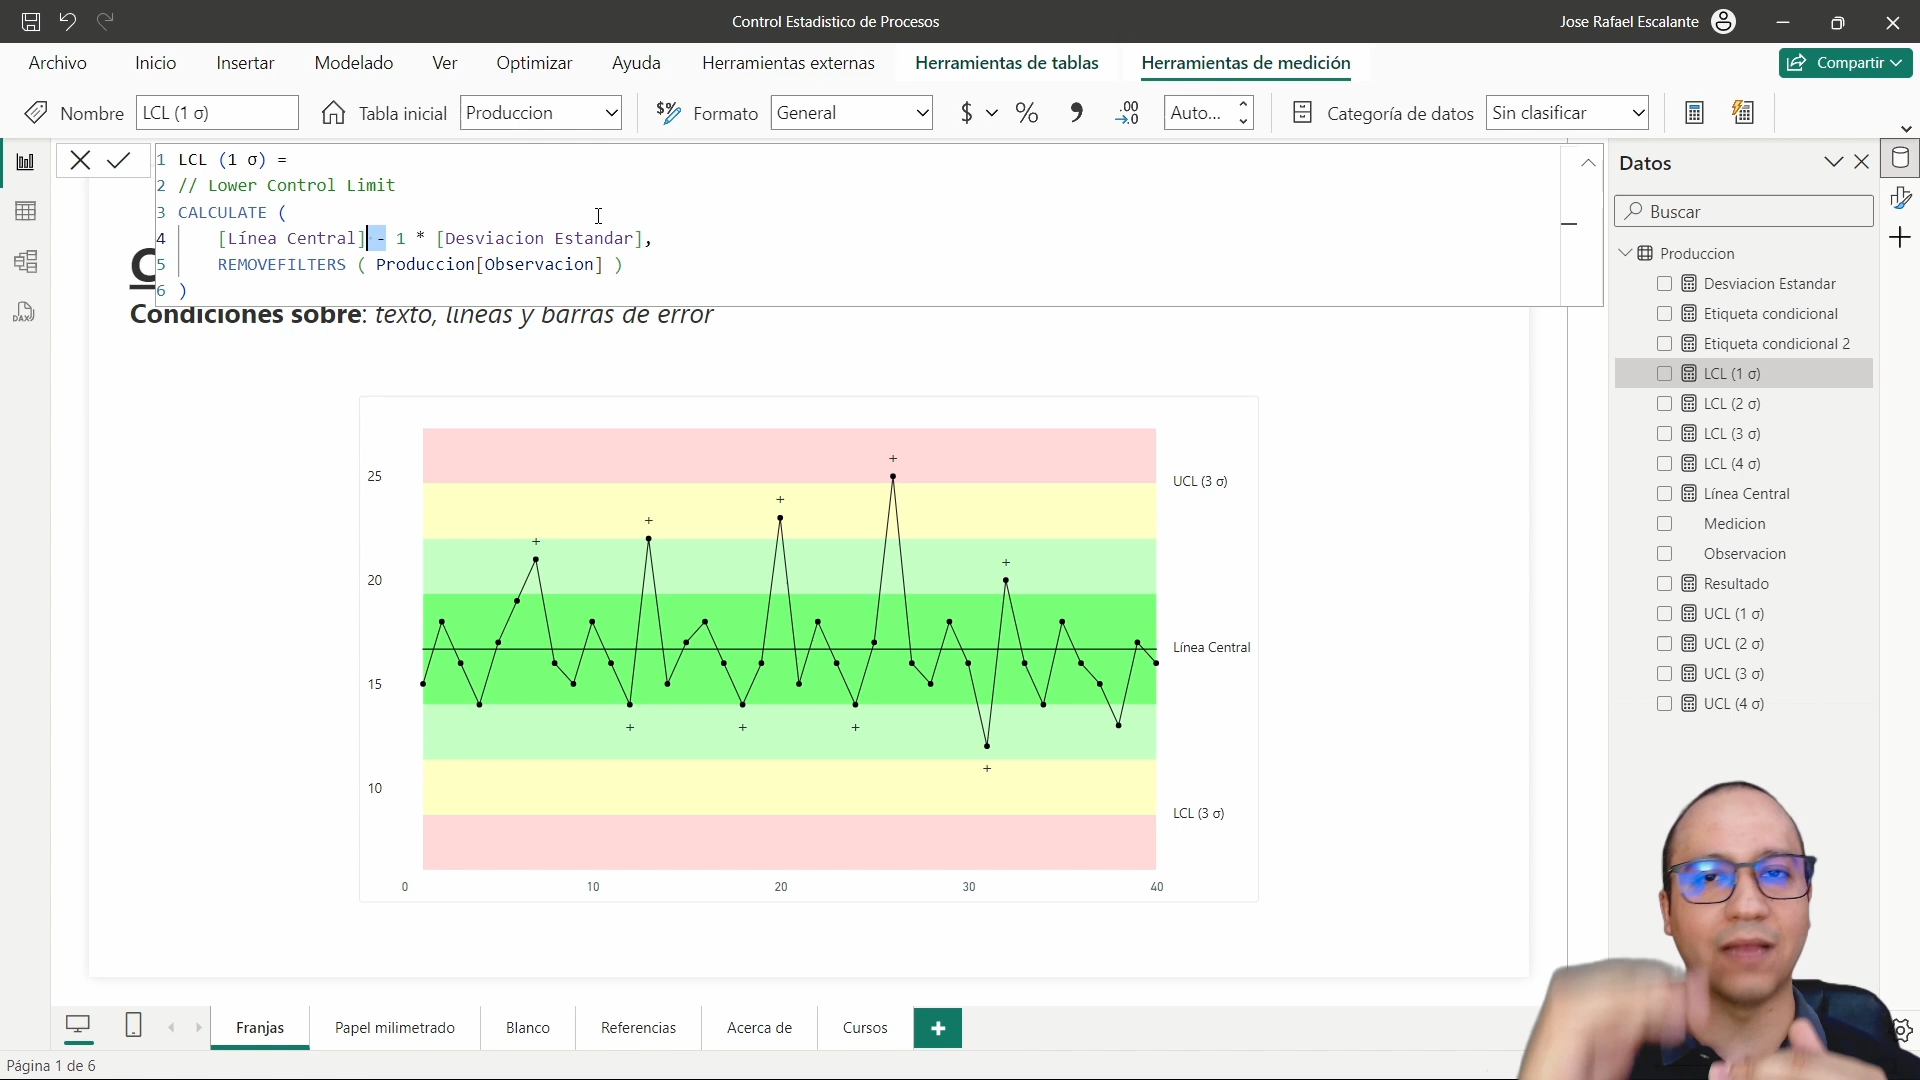 Control Estadistico de Procesos
Jose Rafael Escalante
Archivo Inicio Insertar Modelado Ver Optimizar Ayuda Herramientas externas Herramientas de tablas Herramientas de medición Compartir
Nombre LCL (1 σ) Tabla inicial Produccion Formato General $ % .00 →.0 Auto... Categoría de datos Sin clasificar
1 LCL (1 σ) =
2 // Lower Control Limit
3 CALCULATE (
4 [Línea Central] - 1 * [Desviacion Estandar],
5 REMOVEFILTERS ( Produccion[Observacion] )
6 )
Condiciones sobre: texto, líneas y barras de error
25
20
15
10
0 10 20 30 40
UCL (3 σ)
Línea Central
LCL (3 σ)
Datos
Buscar
Produccion
Desviacion Estandar
Etiqueta condicional
Etiqueta condicional 2
LCL (1 σ)
LCL (2 σ)
LCL (3 σ)
LCL (4 σ)
Línea Central
Medicion
Observacion
Resultado
UCL (1 σ)
UCL (2 σ)
UCL (3 σ)
UCL (4 σ)
DAX
Franjas Papel milimetrado Blanco Referencias Acerca de Cursos
Página 1 de 6